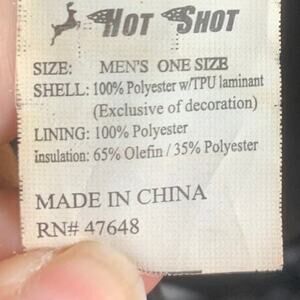 HOT SHOT
SIZE: MEN'S ONE SIZE
SHELL: 100% Polyester w/TPU laminant
(Exclusive of decoration)
LINING: 100% Polyester
insulation: 65% Olefin / 35% Polyester
MADE IN CHINA
RN# 47648